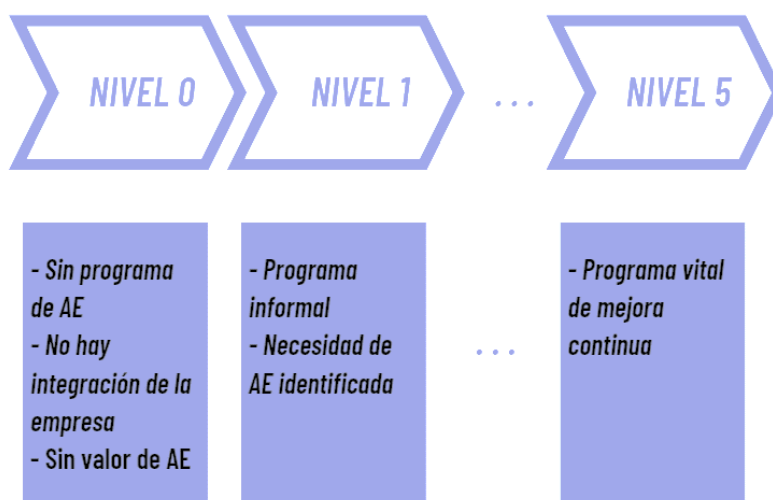 NIVEL 0
NIVEL 1
...
NIVEL 5
- Sin programa
de AE
- No hay
integración de la
empresa
- Sin valor de AE
- Programa
informal
- Necesidad de
AE identificada
...
- Programa vital
de mejora
continua